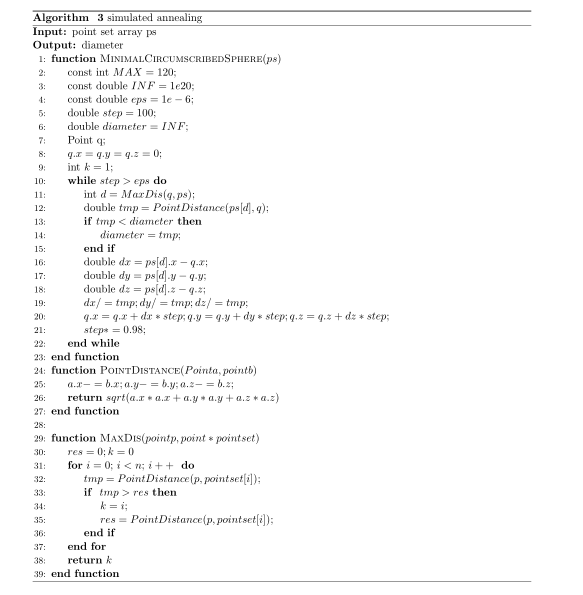 Algorithm 3 simulated annealing
Input: point set array ps
Output: diameter
1: function MINIMALCIRCUMSCRIBEDSPHERE(ps)
2: const int MAX = 120;
3: const double INF = 1e20;
4: const double eps = 1e − 6;
5: double step = 100;
6: double diameter = INF;
7: Point q;
8: q.x = q.y = q.z = 0;
9: int k = 1;
10: while step > eps do
11: int d = MaxDis(q, ps);
12: double tmp = PointDistance(ps[d], q);
13: if tmp < diameter then
14: diameter = tmp;
15: end if
16: double dx = ps[d].x − q.x;
17: double dy = ps[d].y − q.y;
18: double dz = ps[d].z − q.z;
19: dx/ = tmp; dy/ = tmp; dz/ = tmp;
20: q.x = q.x + dx ∗ step; q.y = q.y + dy ∗ step; q.z = q.z + dz ∗ step;
21: step∗ = 0.98;
22: end while
23: end function
24: function POINTDISTANCE(Pointa, pointb)
25: a.x− = b.x; a.y− = b.y; a.z− = b.z;
26: return sqrt(a.x ∗ a.x + a.y ∗ a.y + a.z ∗ a.z)
27: end function
28:
29: function MAXDIS(pointp, point ∗ pointset)
30: res = 0; k = 0
31: for i = 0; i < n; i + + do
32: tmp = PointDistance(p, pointset[i]);
33: if tmp > res then
34: k = i;
35: res = PointDistance(p, pointset[i]);
36: end if
37: end for
38: return k
39: end function